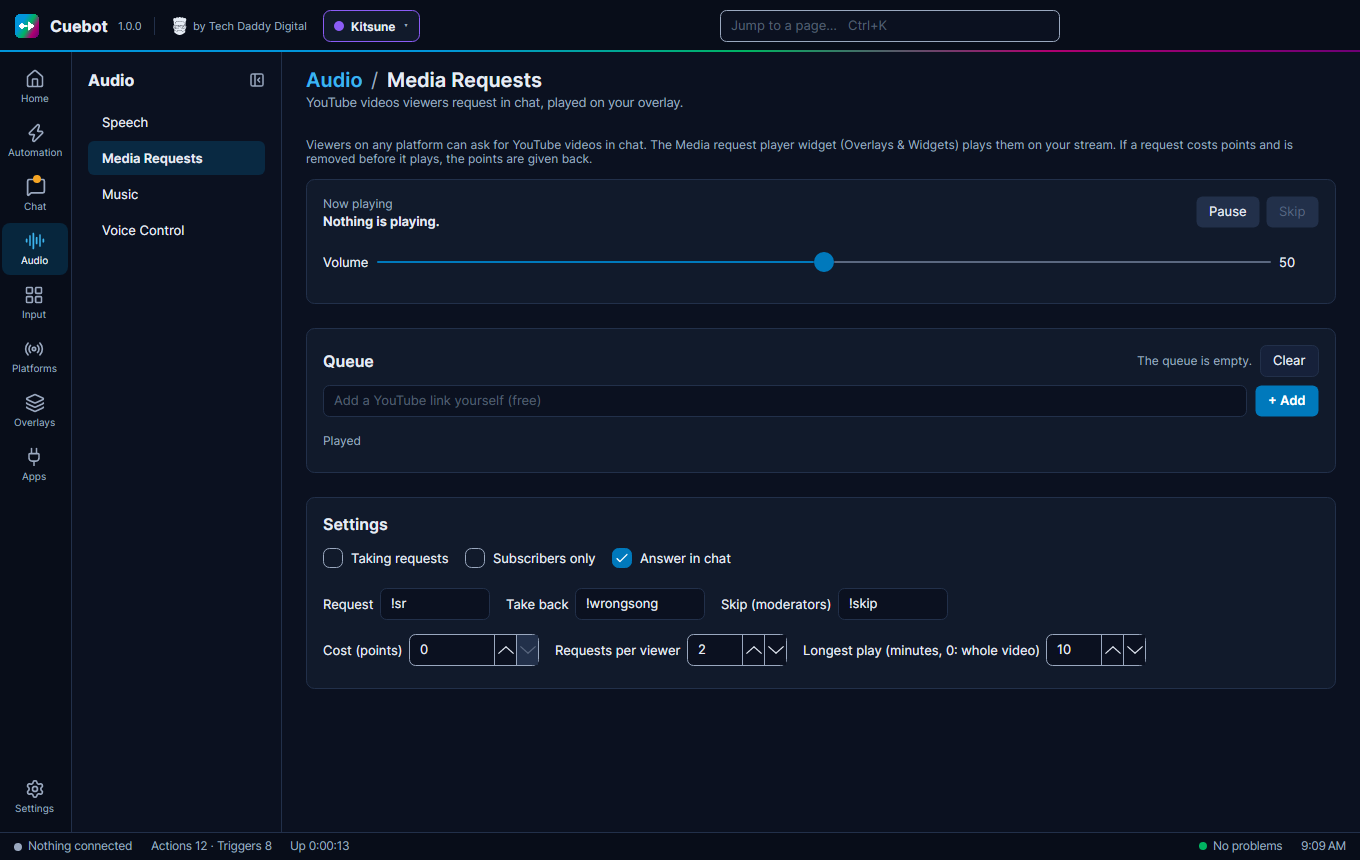 Cuebot 1.0.0 by Tech Daddy Digital Kitsune Jump to a page... Ctrl+K
Home
Automation
Chat
Audio
Input
Platforms
Overlays
Apps
Settings
Audio
Speech
Media Requests
Music
Voice Control
Audio / Media Requests
YouTube videos viewers request in chat, played on your overlay.
Viewers on any platform can ask for YouTube videos in chat. The Media request player widget (Overlays & Widgets) plays them on your stream. If a request costs points and is
removed before it plays, the points are given back.
Now playing
Nothing is playing.
Pause Skip
Volume 50
Queue The queue is empty. Clear
Add a YouTube link yourself (free) + Add
Played
Settings
Taking requests Subscribers only Answer in chat
Request !sr Take back !wrongsong Skip (moderators) !skip
Cost (points) 0 Requests per viewer 2 Longest play (minutes, 0: whole video) 10
Nothing connected Actions 12 · Triggers 8 Up 0:00:13 No problems 9:09 AM